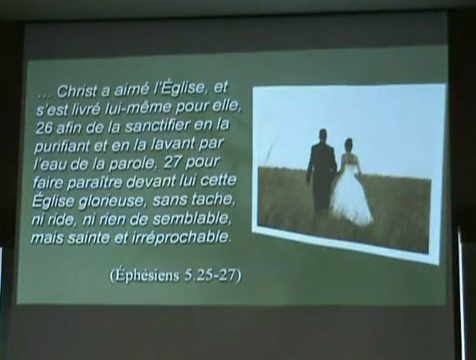 … Christ a aimé l'Église, et
s'est livré lui-même pour elle,
26 afin de la sanctifier en la
purifiant et en la lavant par
l'eau de la parole, 27 pour
faire paraître devant lui cette
Église glorieuse, sans tache,
ni ride, ni rien de semblable,
mais sainte et irréprochable.
(Éphésiens 5.25-27)